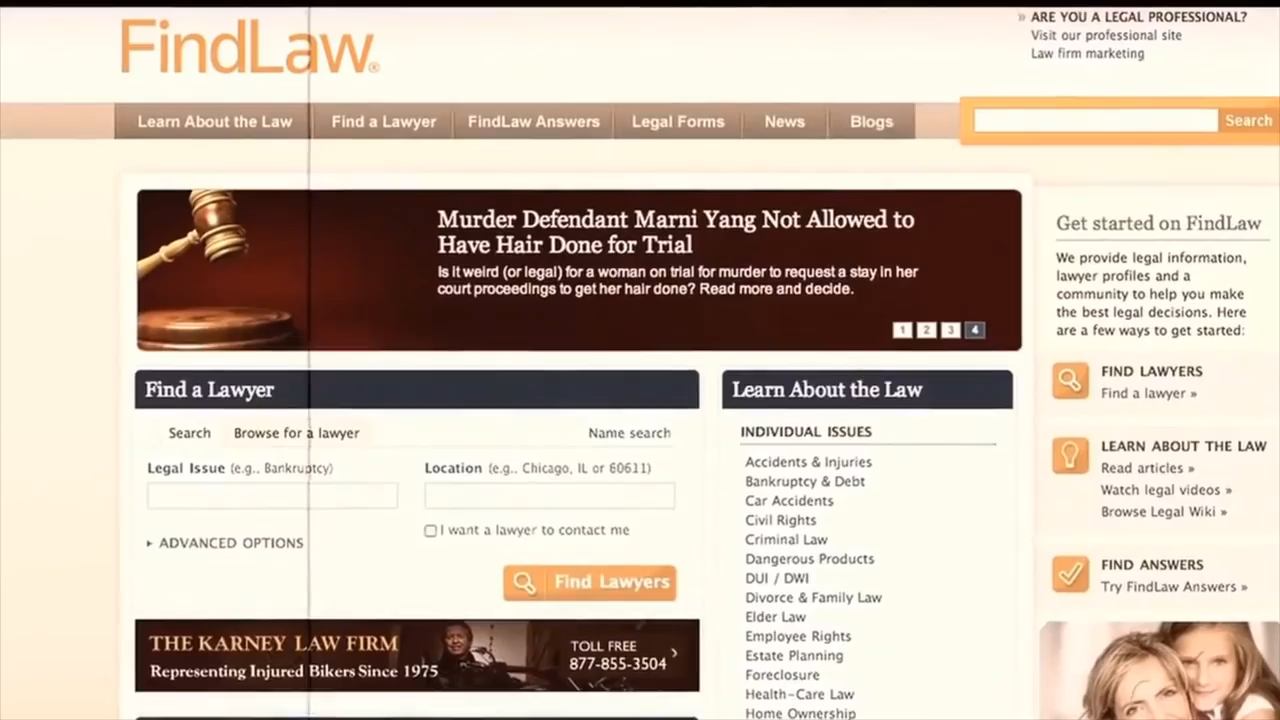 FindLaw®
» ARE YOU A LEGAL PROFESSIONAL?
Visit our professional site
Law firm marketing
Learn About the Law
Find a Lawyer
FindLaw Answers
Legal Forms
News
Blogs
Search
Murder Defendant Marni Yang Not Allowed to
Have Hair Done for Trial
Is it weird (or legal) for a woman on trial for murder to request a stay in her
court proceedings to get her hair done? Read more and decide.
1 2 3 4
Find a Lawyer
Search
Browse for a lawyer
Name search
Legal Issue (e.g., Bankruptcy)
Location (e.g., Chicago, IL or 60611)
I want a lawyer to contact me
ADVANCED OPTIONS
Find Lawyers
THE KARNEY LAW FIRM
Representing Injured Bikers Since 1975
TOLL FREE
877-855-3504
Learn About the Law
INDIVIDUAL ISSUES
Accidents & Injuries
Bankruptcy & Debt
Car Accidents
Civil Rights
Criminal Law
Dangerous Products
DUI / DWI
Divorce & Family Law
Elder Law
Employee Rights
Estate Planning
Foreclosure
Health-Care Law
Home Ownership
Get started on FindLaw
We provide legal information,
lawyer profiles and a
community to help you make
the best legal decisions. Here
are a few ways to get started:
FIND LAWYERS
Find a lawyer »
LEARN ABOUT THE LAW
Read articles »
Watch legal videos »
Browse Legal Wiki »
FIND ANSWERS
Try FindLaw Answers »